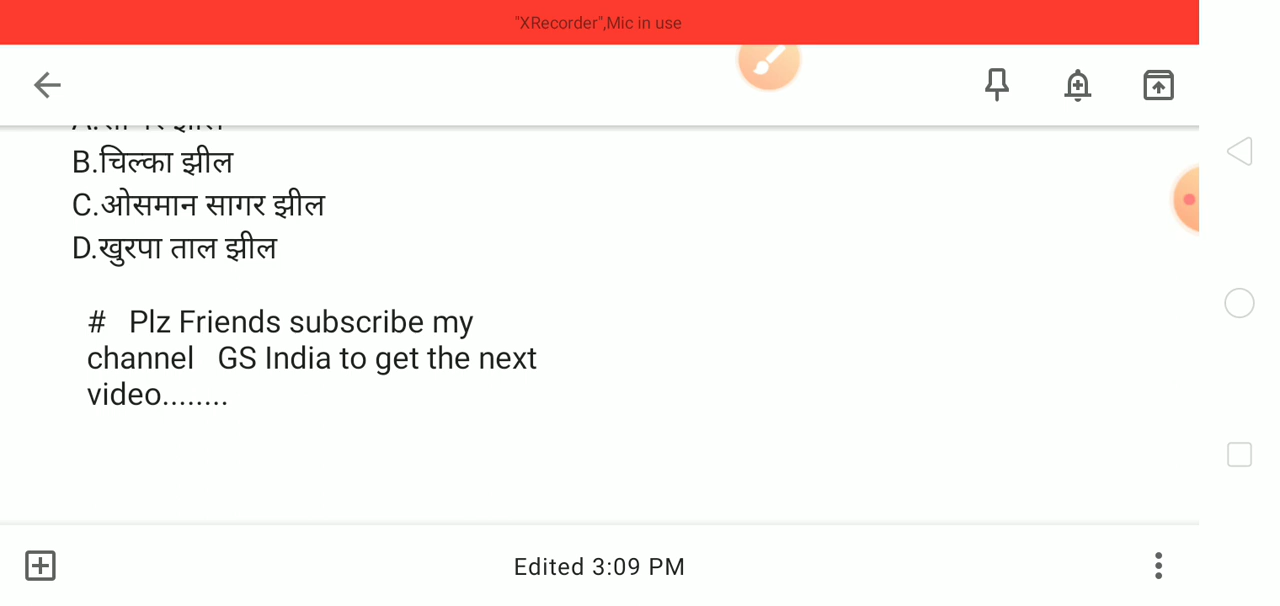 "XRecorder",Mic in use
झील
B.चिल्का झील
C.ओसमान सागर झील
D.खुरपा ताल झील
# Plz Friends subscribe my
channel GS India to get the next
video........
Edited 3:09 PM